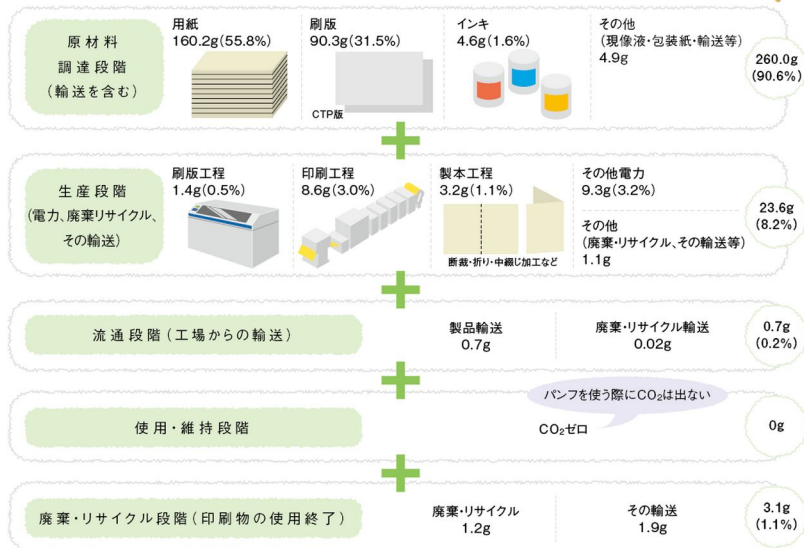 原材料
調達段階
(輸送を含む)
用紙
160.2g(55.8%)
刷版
90.3g(31.5%)
CTP版
インキ
4.6g(1.6%)
その他
(現像液・包装紙・輸送等)
4.9g
260.0g
(90.6%)
生産段階
(電力、廃棄リサイクル、
その輸送)
刷版工程
1.4g(0.5%)
印刷工程
8.6g(3.0%)
製本工程
3.2g(1.1%)
断裁・折り・中綴じ加工など
その他電力
9.3g(3.2%)
その他
(廃棄・リサイクル、その輸送等)
1.1g
23.6g
(8.2%)
流通段階(工場からの輸送)
製品輸送
0.7g
廃棄・リサイクル輸送
0.02g
0.7g
(0.2%)
使用・維持段階
パンフを使う際にCO₂は出ない
CO₂ゼロ
0g
廃棄・リサイクル段階(印刷物の使用終了)
廃棄・リサイクル
1.2g
その輸送
1.9g
3.1g
(1.1%)